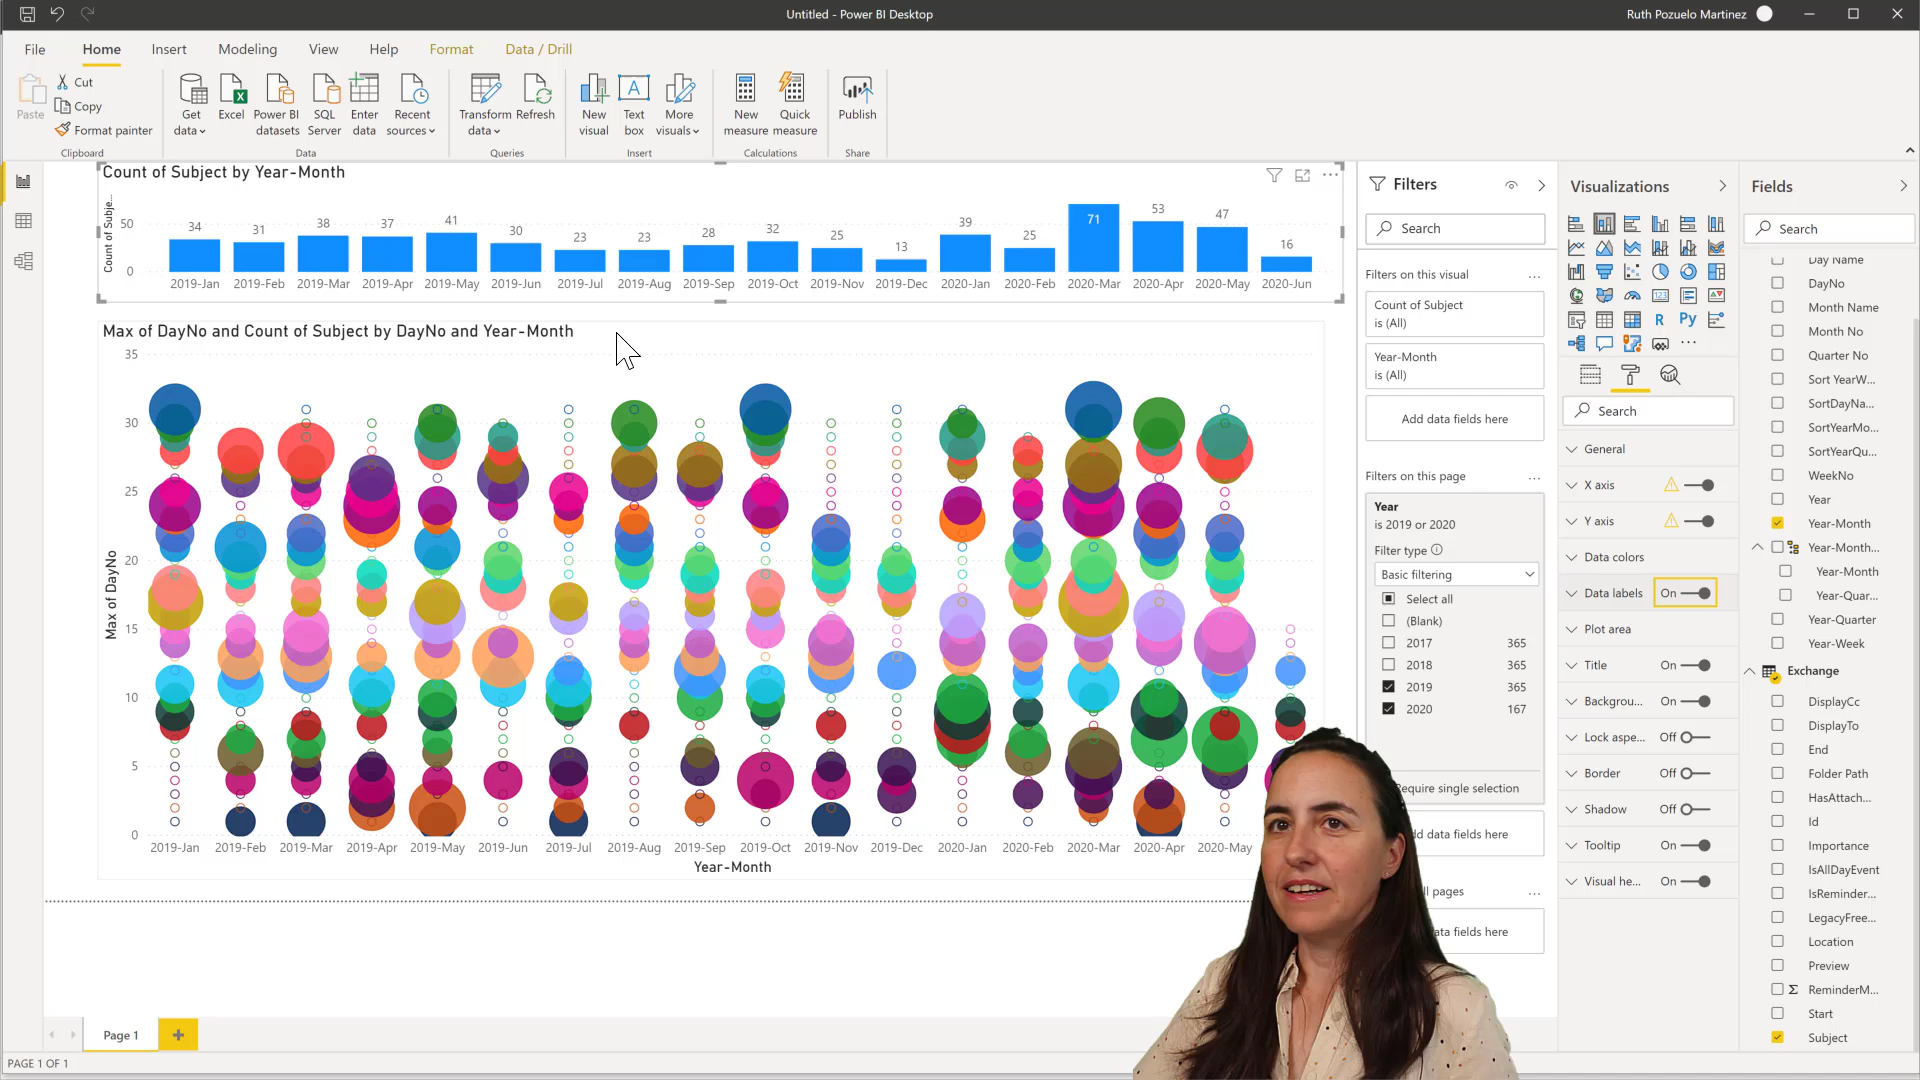 Untitled - Power BI Desktop
Ruth Pozuelo Martinez
File Home Insert Modeling View Help Format Data / Drill
Paste
Cut
Copy
Format painter
Clipboard
Get data
Excel
Power BI datasets
SQL Server
Enter data
Recent sources
Data
Transform data
Refresh
Queries
New visual
Text box
More visuals
Insert
New measure
Quick measure
Calculations
Publish
Share
Count of Subject by Year-Month
Count of Subje...
50
0
34 31 38 37 41 30 23 23 28 32 25 13 39 25 71 53 47 16
2019-Jan 2019-Feb 2019-Mar 2019-Apr 2019-May 2019-Jun 2019-Jul 2019-Aug 2019-Sep 2019-Oct 2019-Nov 2019-Dec 2020-Jan 2020-Feb 2020-Mar 2020-Apr 2020-May 2020-Jun
Max of DayNo and Count of Subject by DayNo and Year-Month
Max of DayNo
35
30
25
20
15
10
5
0
2019-Jan 2019-Feb 2019-Mar 2019-Apr 2019-May 2019-Jun 2019-Jul 2019-Aug 2019-Sep 2019-Oct 2019-Nov 2019-Dec 2020-Jan 2020-Feb 2020-Mar 2020-Apr 2020-May
Year-Month
Page 1
PAGE 1 OF 1
Filters
Search
Filters on this visual ...
Count of Subject
is (All)
Year-Month
is (All)
Add data fields here
Filters on this page ...
Year
is 2019 or 2020
Filter type
Basic filtering
Select all
(Blank)
2017 365
2018 365
2019 365
2020 167
equire single selection
data fields here
pages ...
data fields here
Visualizations
R
Py
...
Search
General
X axis
Y axis
Data colors
Data labels On
Plot area
Title On
Backgrou... On
Lock aspe... Off
Border Off
Shadow Off
Tooltip On
Visual he... On
Fields
Search
Day Name
DayNo
Month Name
Month No
Quarter No
Sort YearW...
SortDayNa...
SortYearMo...
SortYearQu...
WeekNo
Year
Year-Month
Year-Month...
Year-Month
Year-Quar...
Year-Quarter
Year-Week
Exchange
DisplayCc
DisplayTo
End
Folder Path
HasAttach...
Id
Importance
IsAllDayEvent
IsReminder...
LegacyFree...
Location
Preview
ReminderM...
Start
Subject